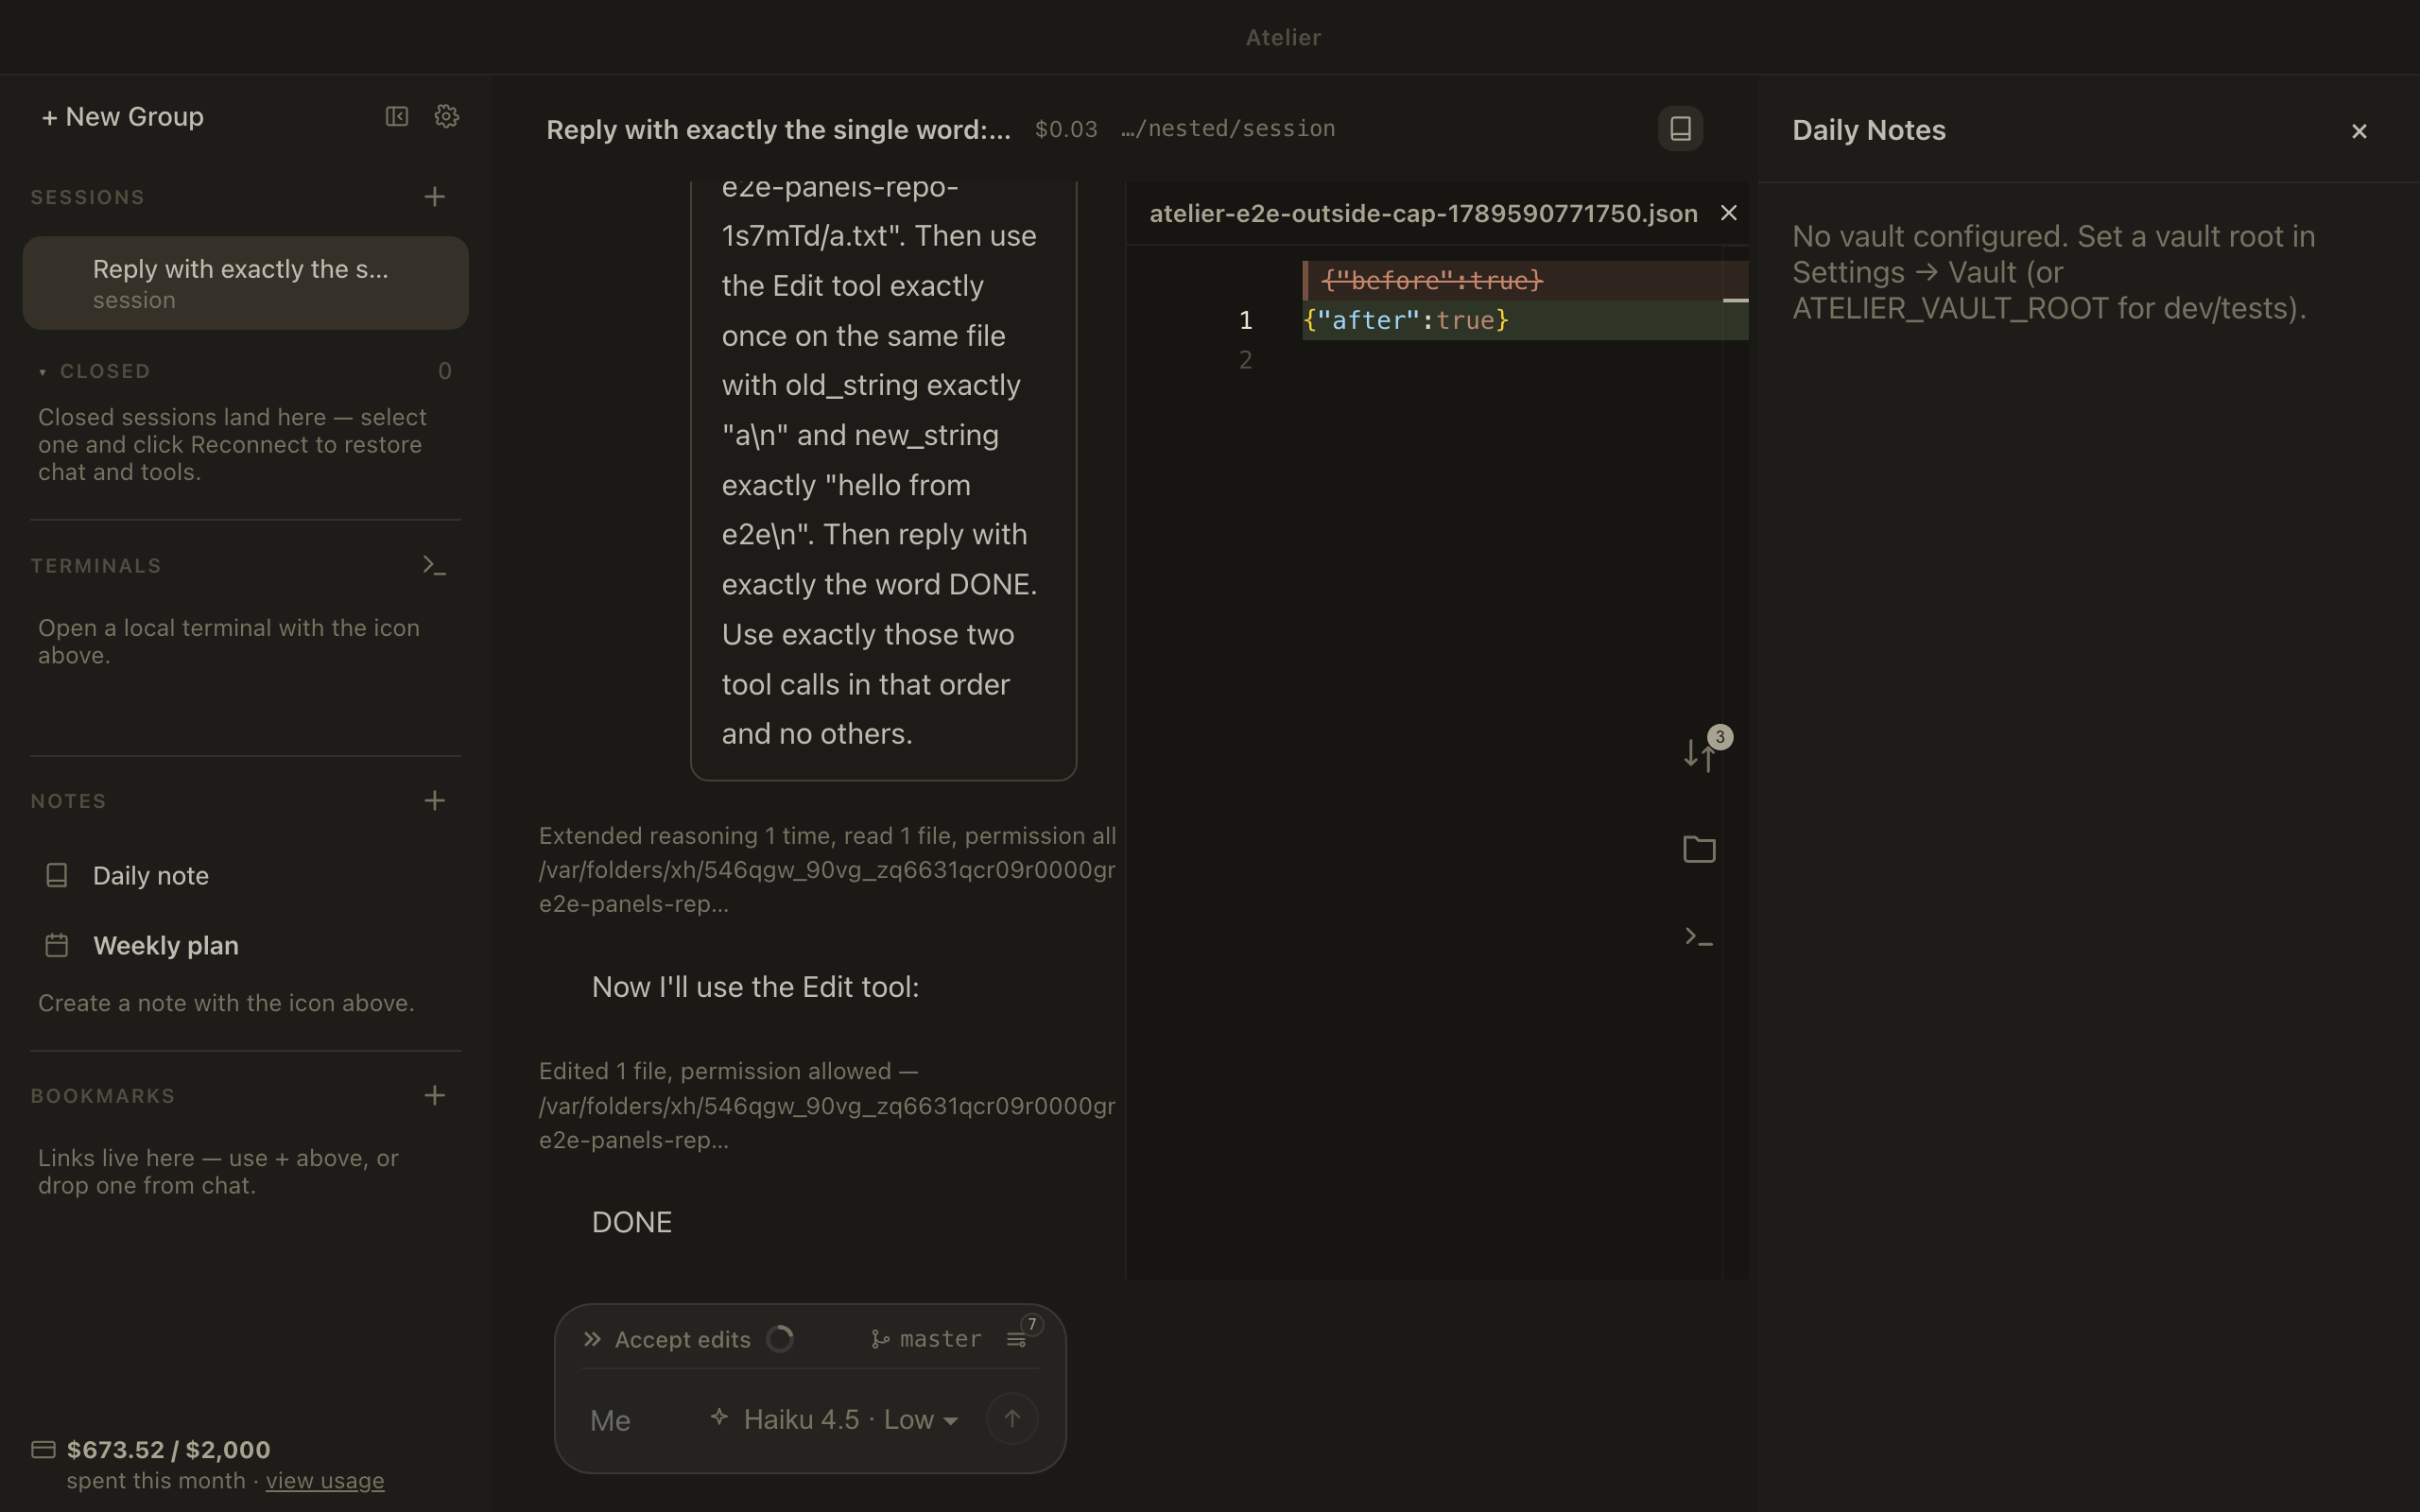 Atelier
+ New Group
SESSIONS
Reply with exactly the s...
session
CLOSED 0
Closed sessions land here — select
one and click Reconnect to restore
chat and tools.
TERMINALS
Open a local terminal with the icon
above.
NOTES
Daily note
Weekly plan
Create a note with the icon above.
BOOKMARKS
Links live here — use + above, or
drop one from chat.
$673.52 / $2,000
spent this month · view usage
Reply with exactly the single word:... $0.03 …/nested/session
e2e-panels-repo-
1s7mTd/a.txt". Then use
the Edit tool exactly
once on the same file
with old_string exactly
"a\n" and new_string
exactly "hello from
e2e\n". Then reply with
exactly the word DONE.
Use exactly those two
tool calls in that order
and no others.
Extended reasoning 1 time, read 1 file, permission all
/var/folders/xh/546qgw_90vg_zq6631qcr09r0000gr
e2e-panels-rep...
Now I'll use the Edit tool:
Edited 1 file, permission allowed —
/var/folders/xh/546qgw_90vg_zq6631qcr09r0000gr
e2e-panels-rep...
DONE
Accept edits master 7
Me Haiku 4.5 · Low
atelier-e2e-outside-cap-1789590771750.json
{"before":true}
1 {"after":true}
2
3
Daily Notes
No vault configured. Set a vault root in
Settings → Vault (or
ATELIER_VAULT_ROOT for dev/tests).